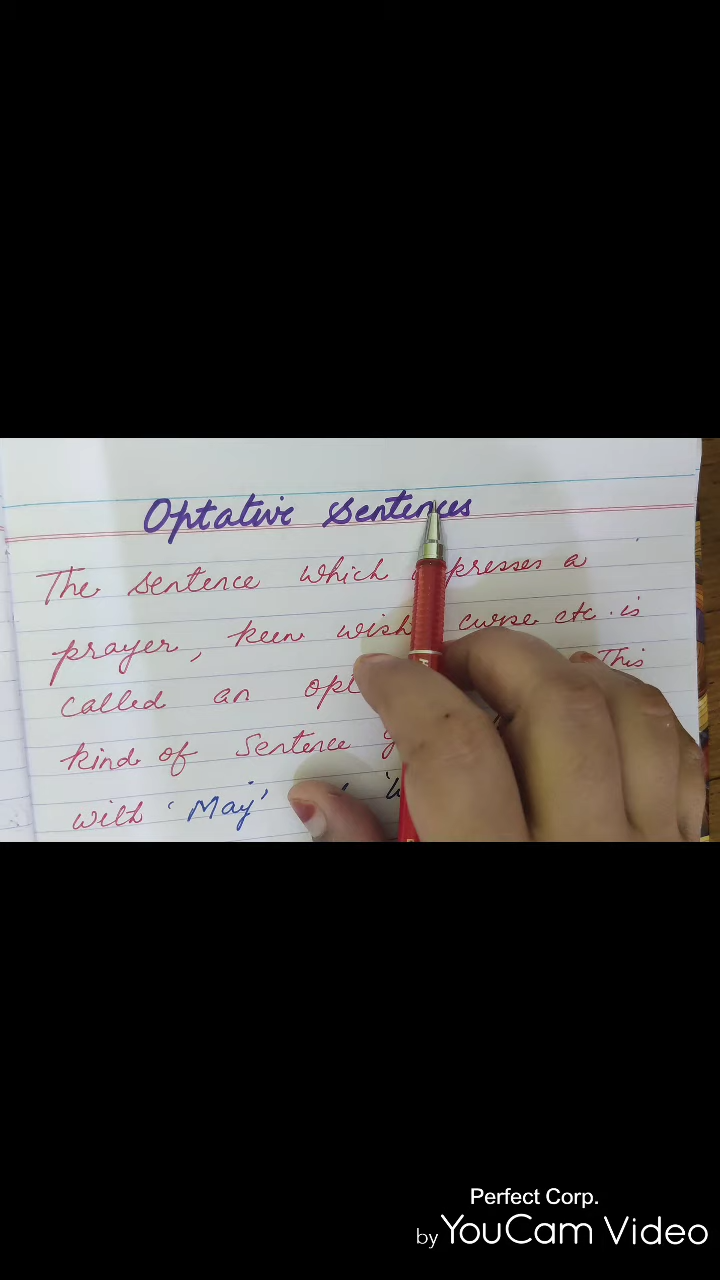 Optative Sentences
The sentence which expresses a
prayer, keen wish, curse etc. is
called an This
kind of sentence
with 'May'
Perfect Corp.
by YouCam Video